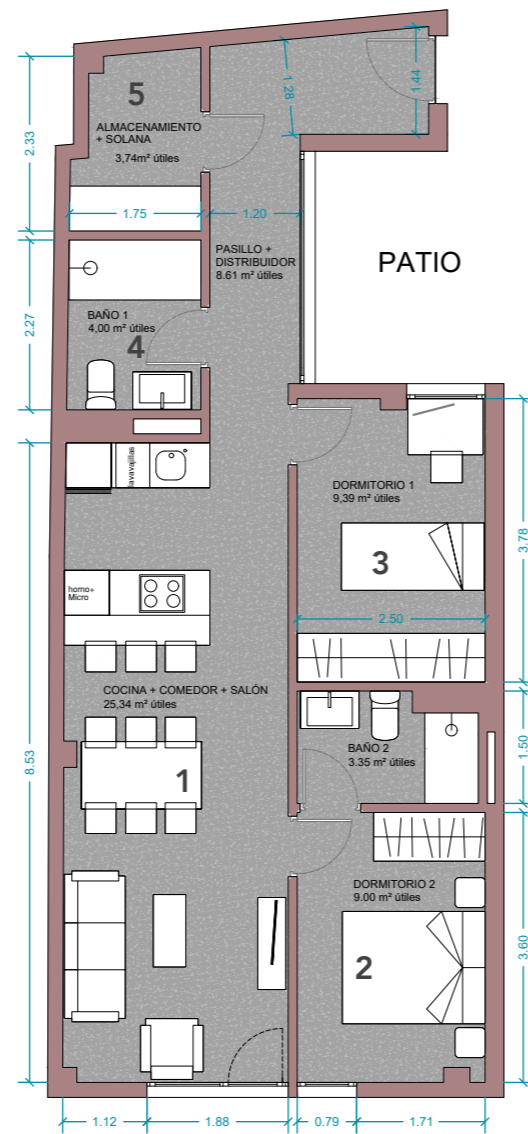 5
ALMACENAMIENTO
+ SOLANA
3,74m² útiles
1.28
1.44
2.33
1.75
1.20
PASILLO +
DISTRIBUIDOR
8.61 m² útiles
PATIO
2.27
BAÑO 1
4,00 m² útiles
4
lavavajillas
DORMITORIO 1
9,39 m² útiles
3
3.78
2.50
horno+
Micro
COCINA + COMEDOR + SALÓN
25,34 m² útiles
1
8.53
BAÑO 2
3.35 m² útiles
1.50
DORMITORIO 2
9.00 m² útiles
2
3.60
1.12
1.88
0.79
1.71